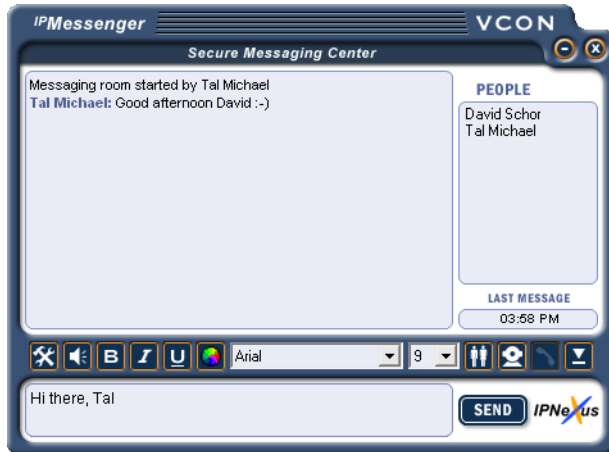 IPMessenger
VCON
Secure Messaging Center
Messaging room started by Tal Michael
Tal Michael: Good afternoon David :-)
PEOPLE
David Schor
Tal Michael
LAST MESSAGE
03:58 PM
B I U Arial 9
Hi there, Tal
SEND
IPNeXus